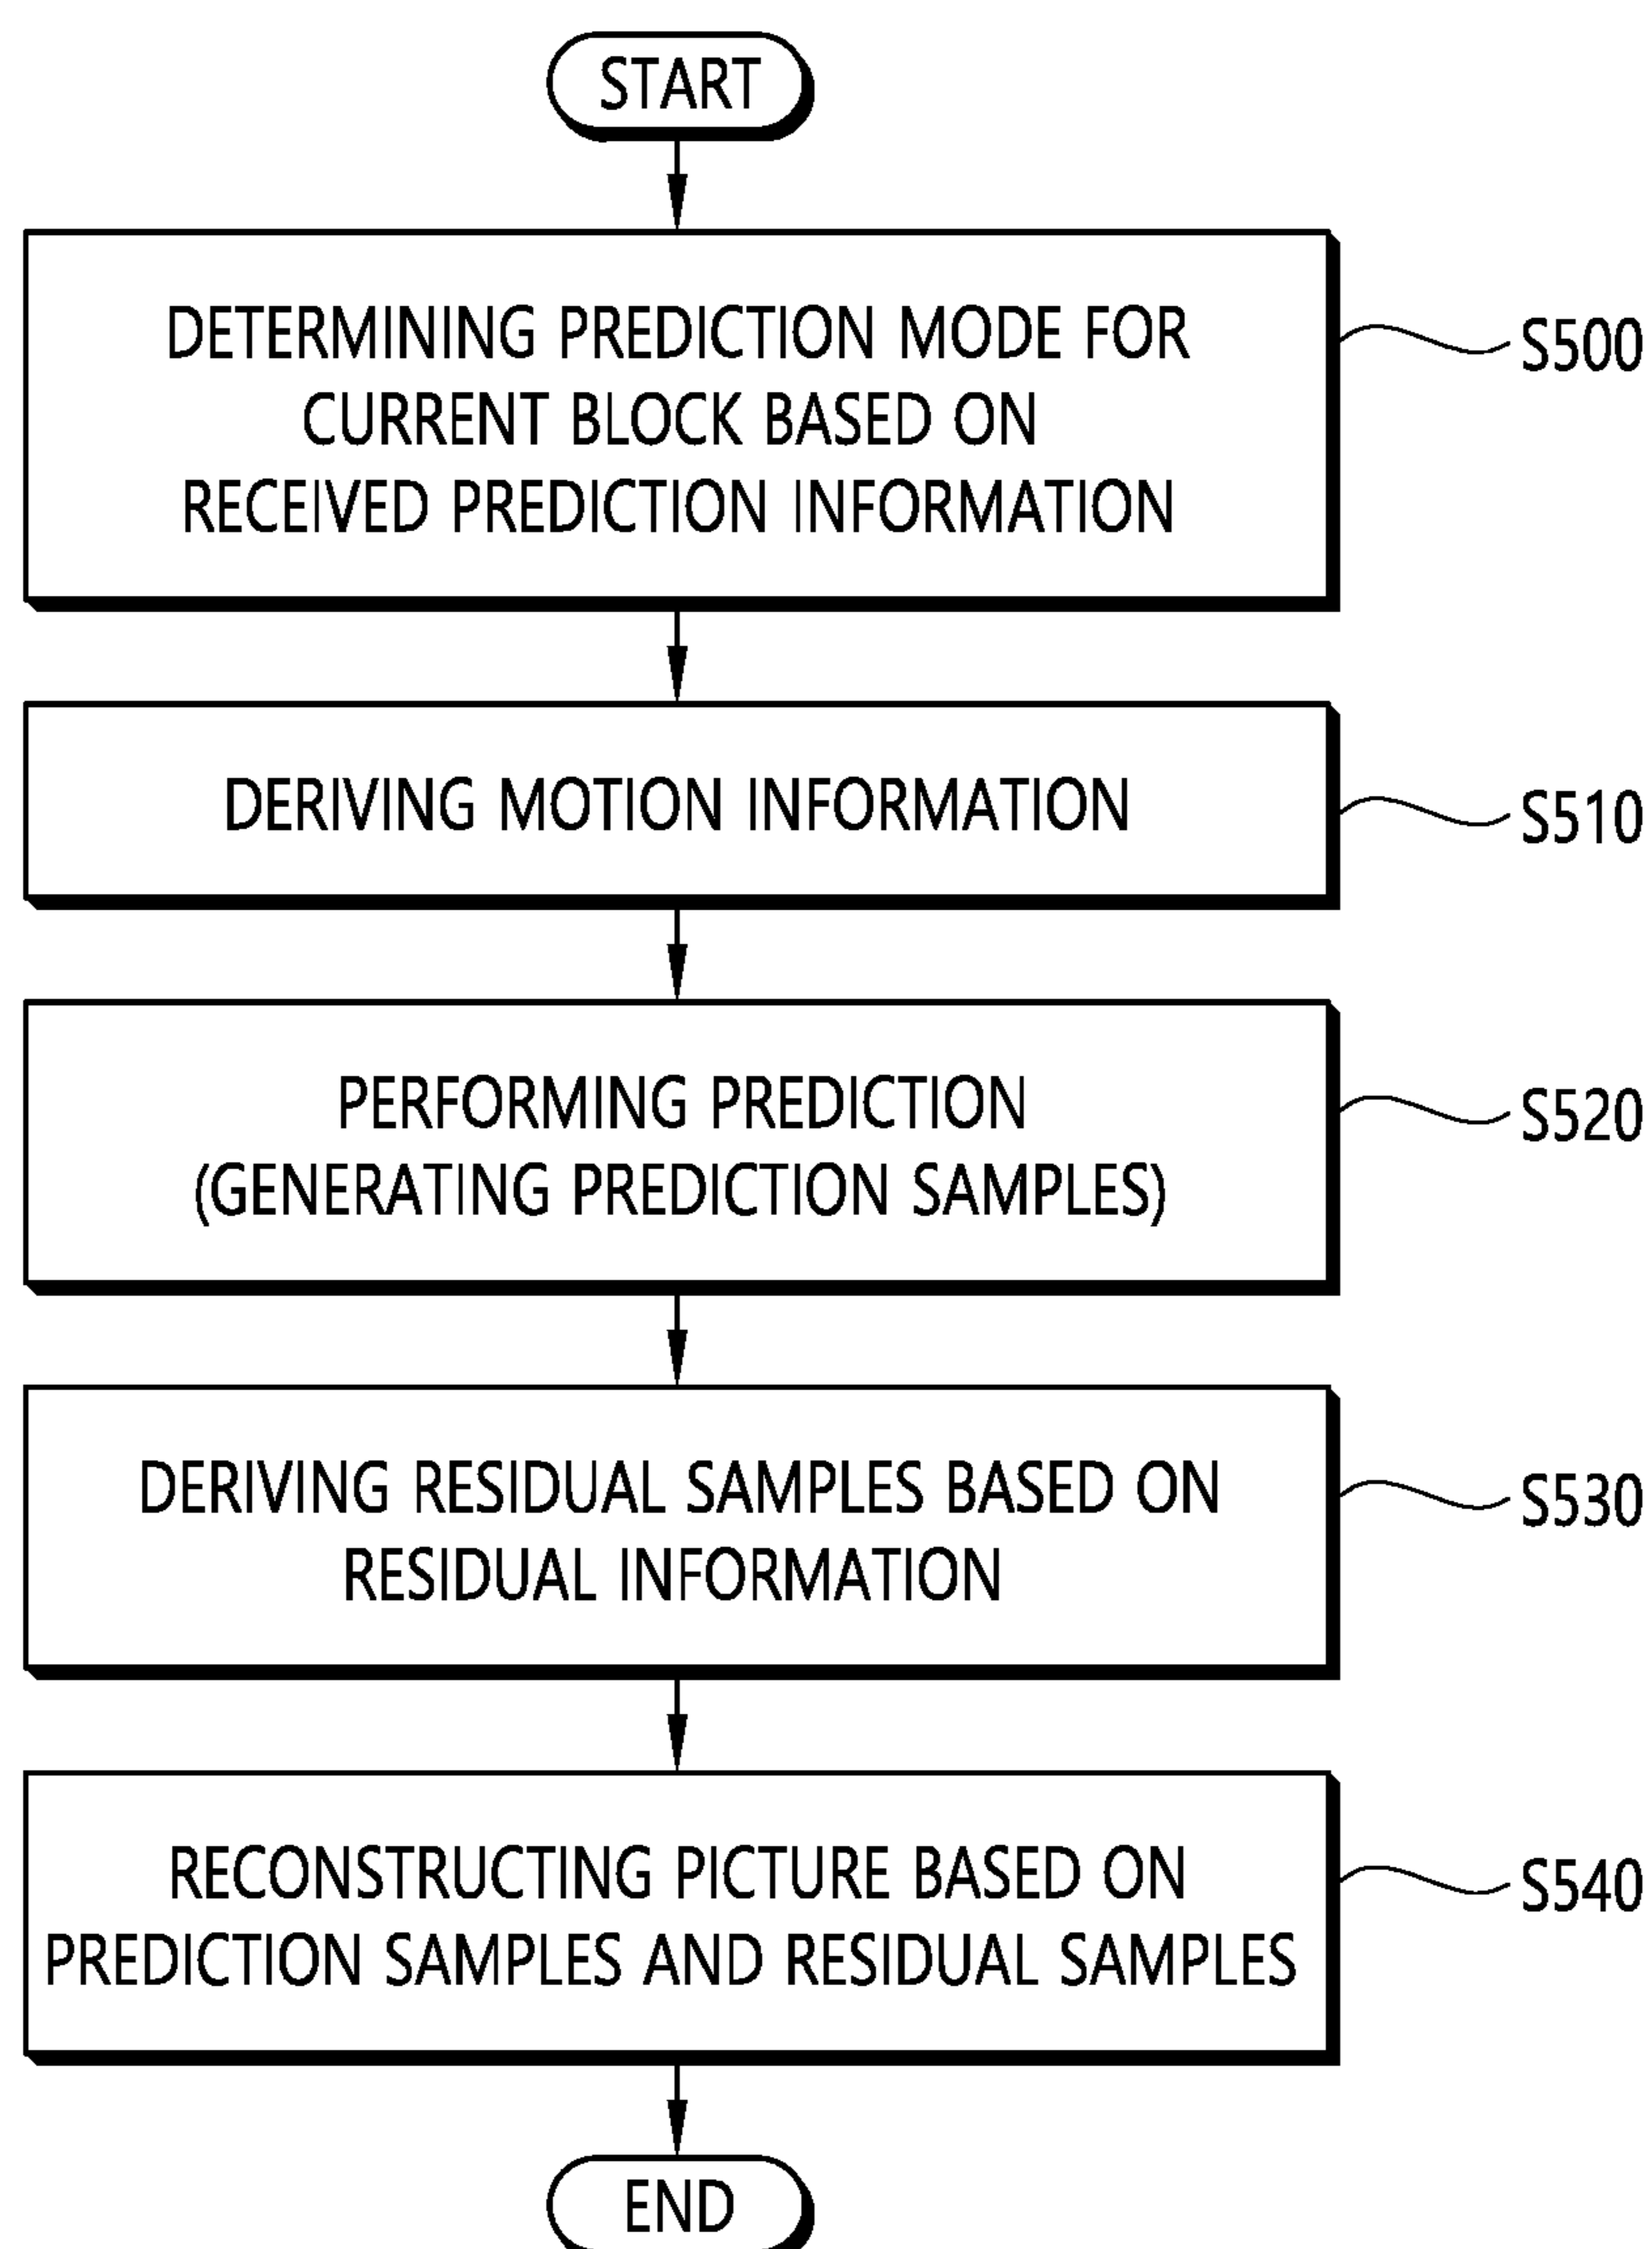 START
DETERMINING PREDICTION MODE FOR
CURRENT BLOCK BASED ON
RECEIVED PREDICTION INFORMATION
S500
DERIVING MOTION INFORMATION
S510
PERFORMING PREDICTION
(GENERATING PREDICTION SAMPLES)
S520
DERIVING RESIDUAL SAMPLES BASED ON
RESIDUAL INFORMATION
S530
RECONSTRUCTING PICTURE BASED ON
PREDICTION SAMPLES AND RESIDUAL SAMPLES
S540
END